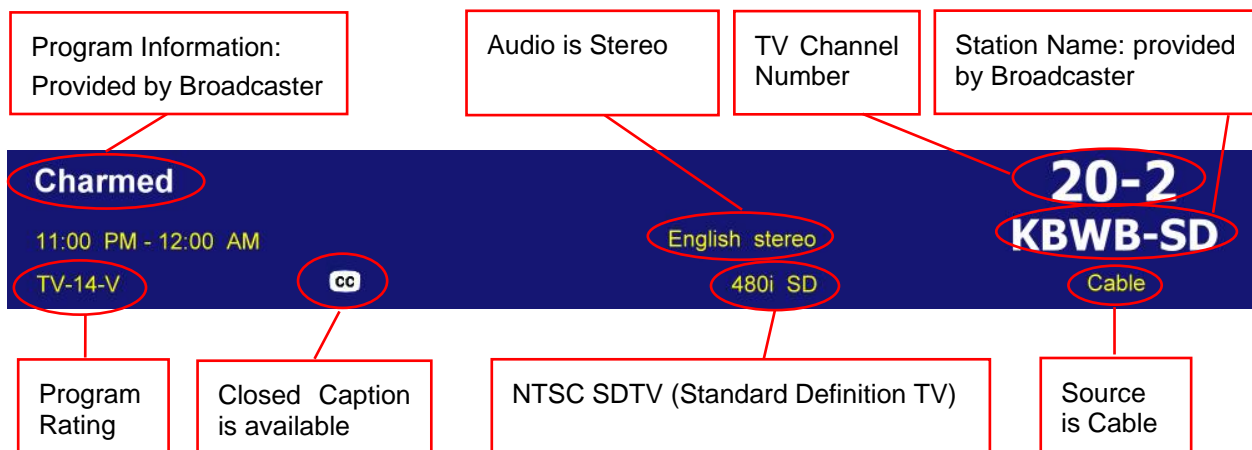 Program Information:
Provided by Broadcaster
Audio is Stereo
TV Channel
Number
Station Name: provided
by Broadcaster
Charmed
20-2
11:00 PM - 12:00 AM
English stereo
KBWB-SD
TV-14-V
cc
480i SD
Cable
Program
Rating
Closed Caption
is available
NTSC SDTV (Standard Definition TV)
Source
is Cable